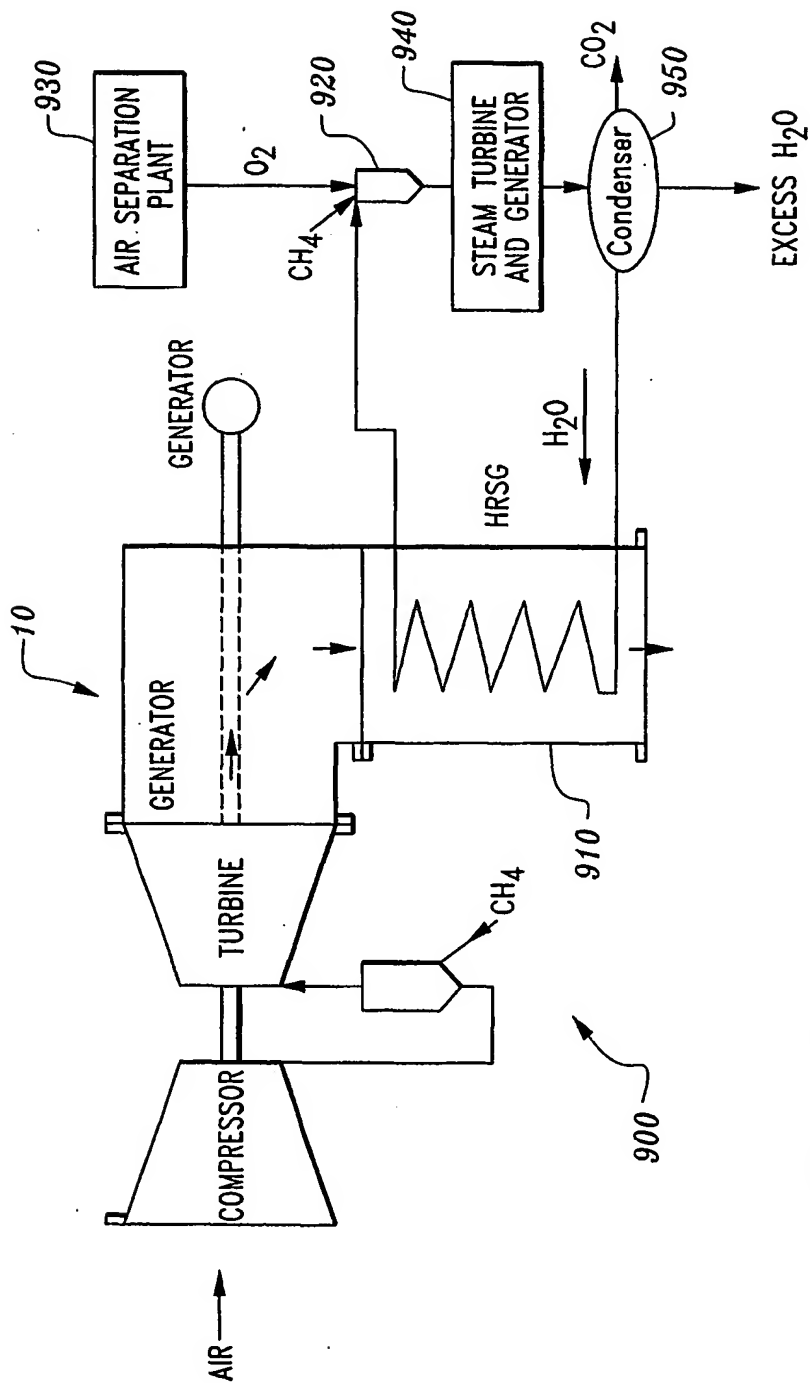 AIR
COMPRESSOR
TURBINE
GENERATOR
GENERATOR
10
CH4
900
910
HRSG
H2O
AIR SEPARATION
PLANT
930
O2
CH4
920
STEAM TURBINE
AND GENERATOR
940
Condenser
950
CO2
EXCESS H2O